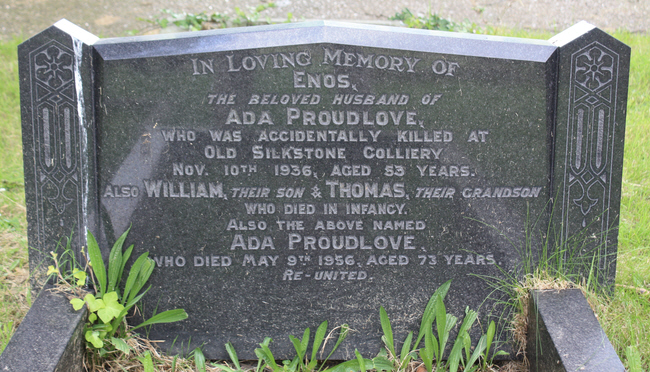 IN LOVING MEMORY OF
ENOS,
THE BELOVED HUSBAND OF
ADA PROUDLOVE,
WHO WAS ACCIDENTALLY KILLED AT
OLD SILKSTONE COLLIERY
NOV. 10TH 1936, AGED 53 YEARS.
ALSO WILLIAM, THEIR SON & THOMAS, THEIR GRANDSON
WHO DIED IN INFANCY.
ALSO THE ABOVE NAMED
ADA PROUDLOVE,
WHO DIED MAY 9TH 1956, AGED 73 YEARS.
RE-UNITED.